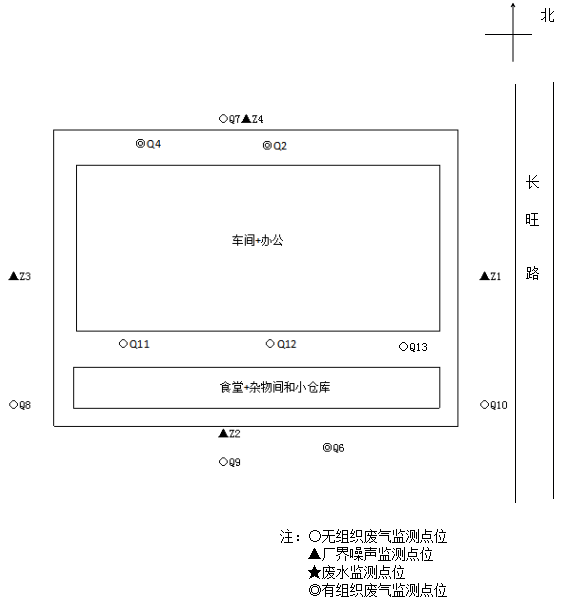 北
Q7 ▲Z4
◎Q4
◎Q2
长
旺
路
车间+办公
▲Z3
▲Z1
○Q11
○Q12
○Q13
食堂+杂物间和小仓库
○Q8
○Q10
▲Z2
◎Q6
○Q9
注：○无组织废气监测点位
▲厂界噪声监测点位
★废水监测点位
◎有组织废气监测点位